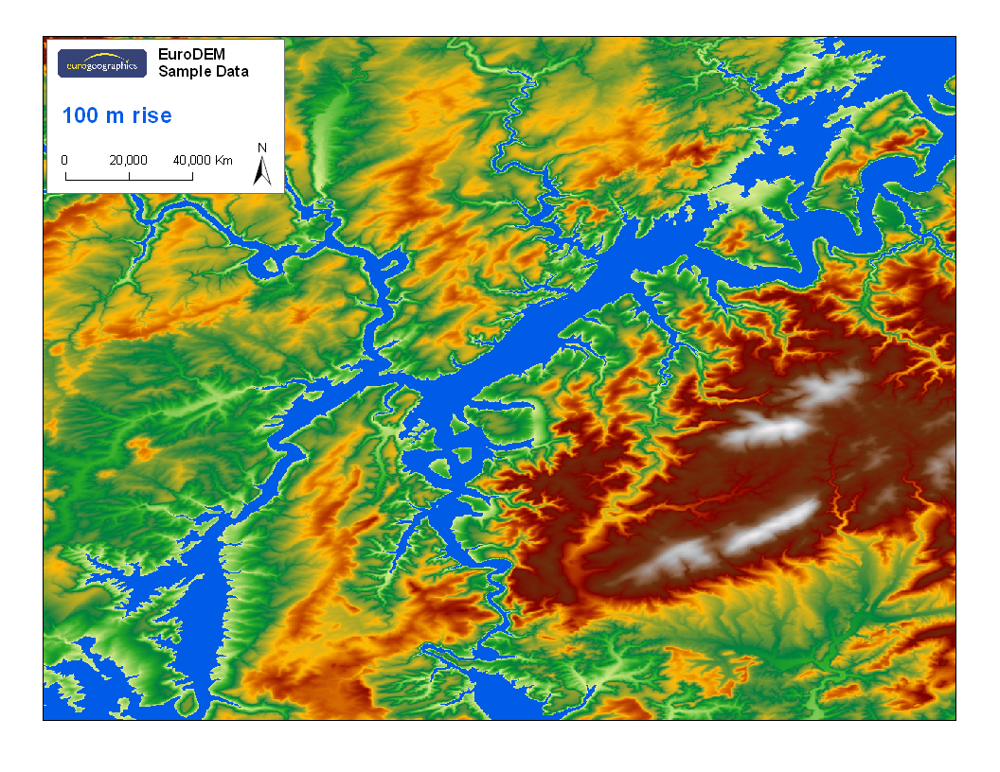 eurogeographics
EuroDEM
Sample Data
100 m rise
0 20,000 40,000 Km
N